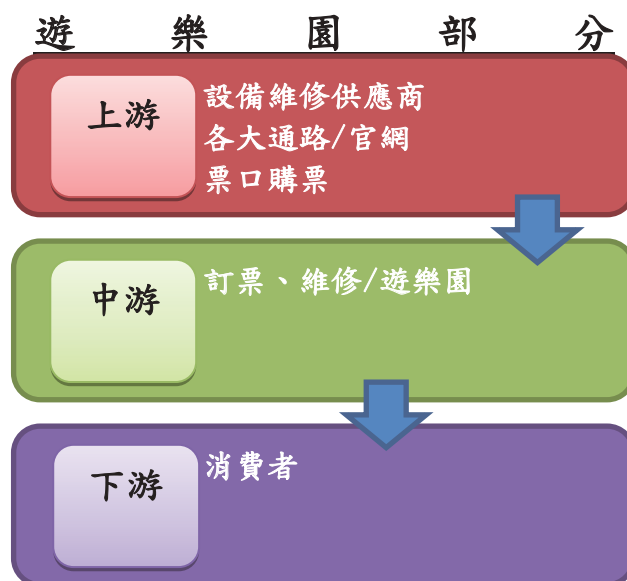 遊樂園部分
上游
設備維修供應商
各大通路/官網
票口購票
中游
訂票、維修/遊樂園
下游
消費者